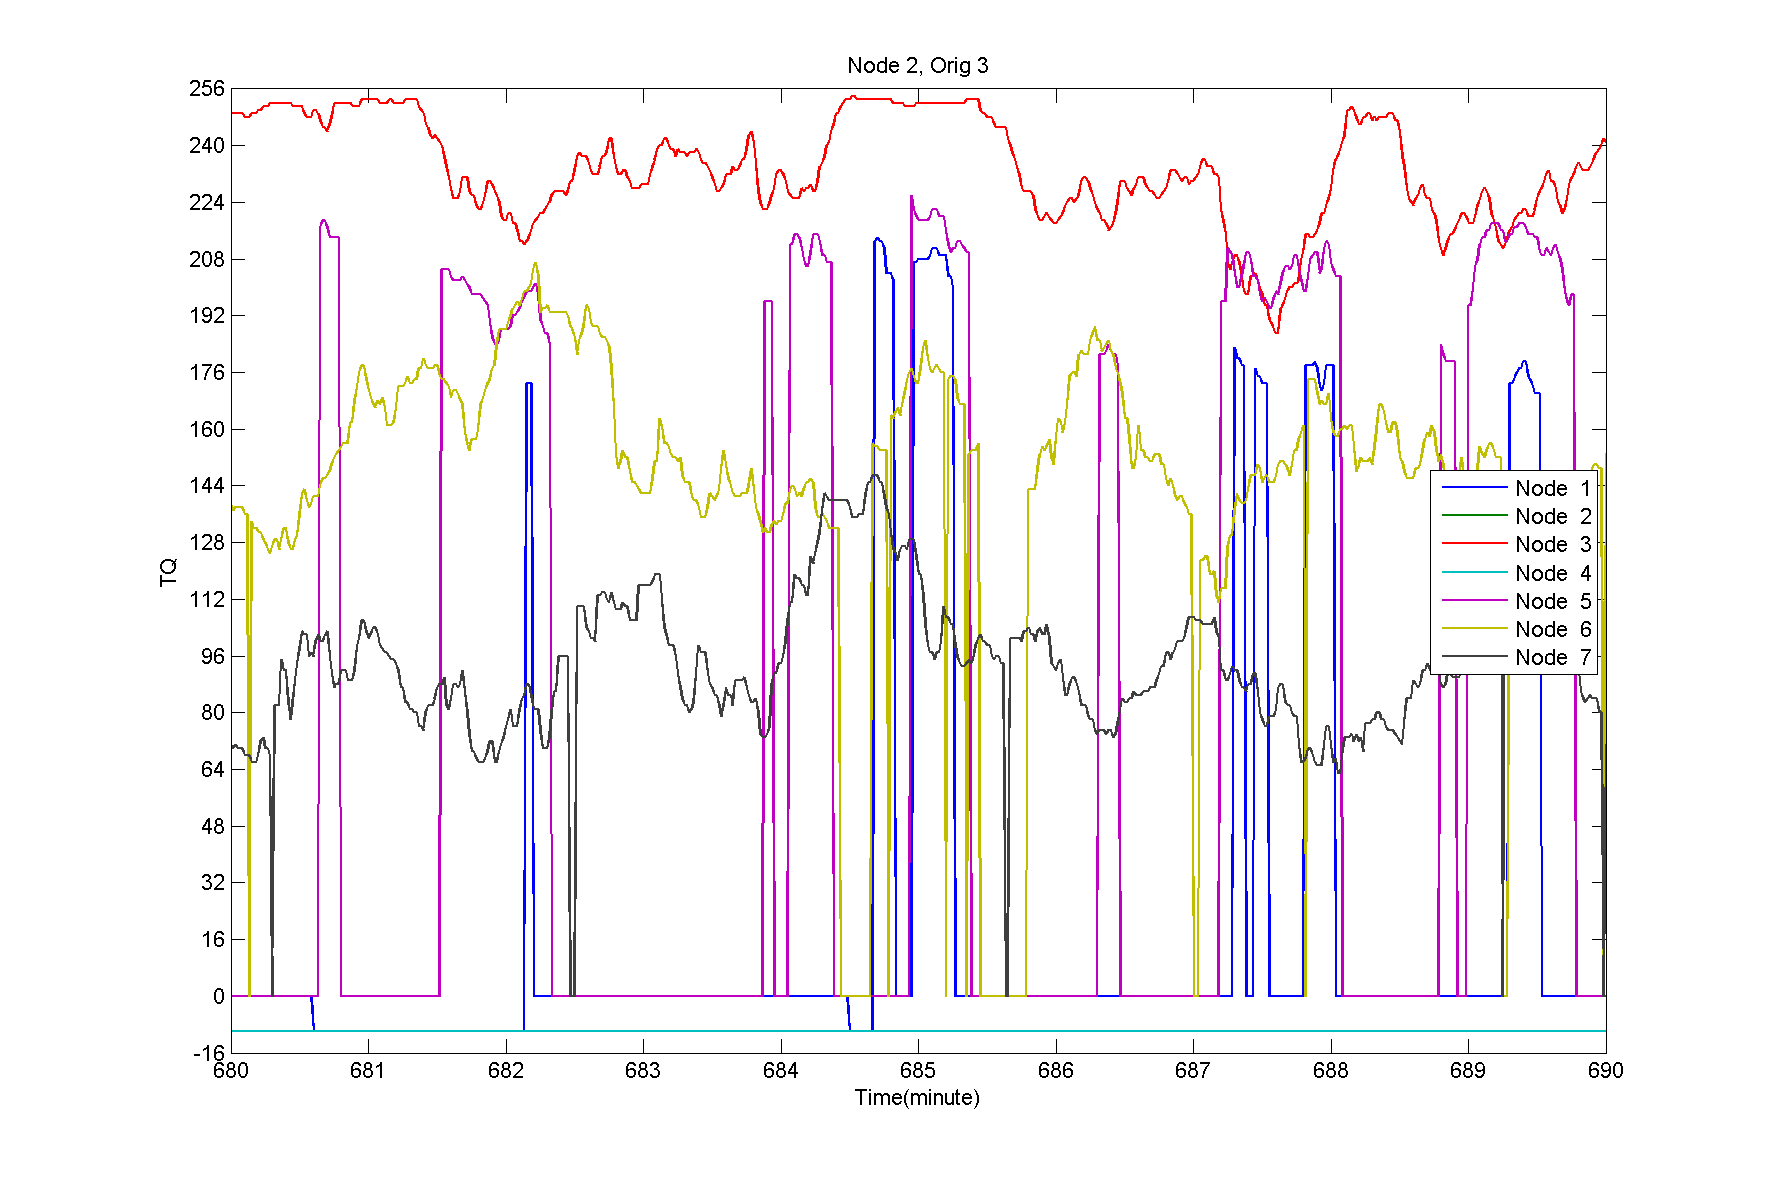 Node 2, Orig 3
256
240
224
208
192
176
160
144
128
112
96
80
64
48
32
16
0
-16
TQ
680 681 682 683 684 685 686 687 688 689 690
Time(minute)
Node 1
Node 2
Node 3
Node 4
Node 5
Node 6
Node 7